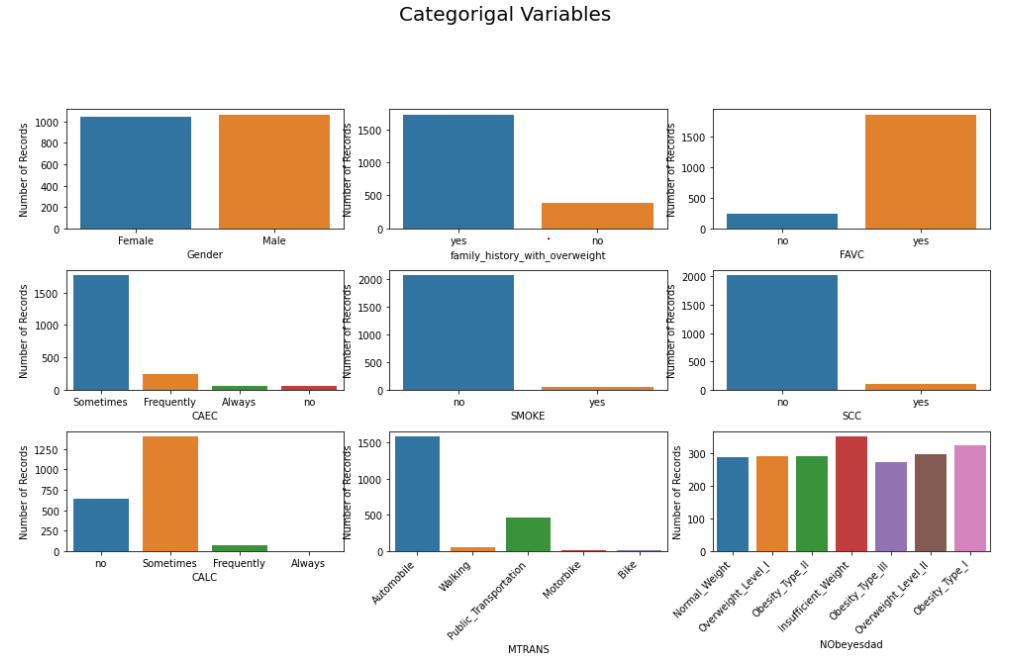 Categorigal Variables
Number of Records
1000
800
600
400
200
0
Female Male
Gender
Number of Records
1500
1000
500
0
yes no
family_history_with_overweight
Number of Records
1500
1000
500
0
no yes
FAVC
Number of Records
1500
1000
500
0
Sometimes Frequently Always no
CAEC
Number of Records
2000
1500
1000
500
0
no yes
SMOKE
Number of Records
2000
1500
1000
500
0
no yes
SCC
Number of Records
1250
1000
750
500
250
0
no Sometimes Frequently Always
CALC
Number of Records
1500
1000
500
0
Automobile
Walking
Public_Transportation
Motorbike
Bike
MTRANS
Number of Records
300
200
100
0
Normal_Weight
Overweight_Level_I
Obesity_Type_II
Insufficient_Weight
Obesity_Type_III
Overweight_Level_II
Obesity_Type_I
NObeyesdad